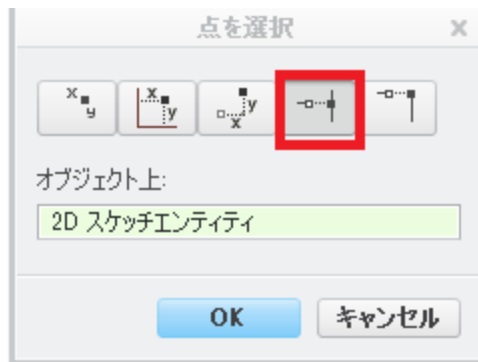 点を選択
x y x y x y
オブジェクト上:
2D スケッチエンティティ
OK キャンセル